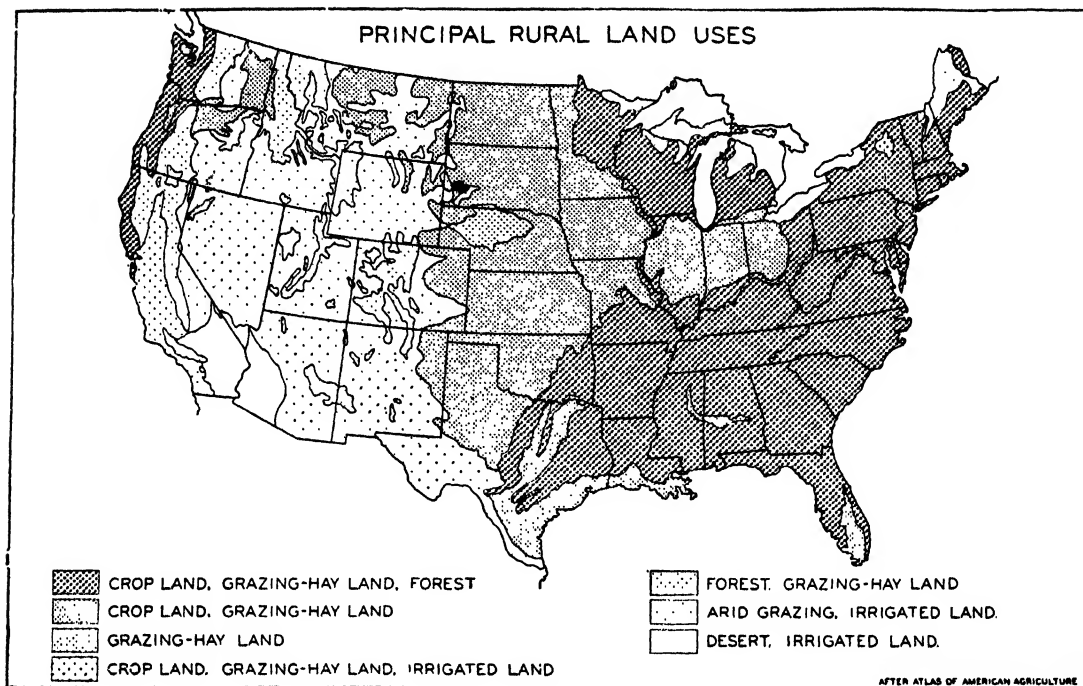 PRINCIPAL RURAL LAND USES
CROP LAND, GRAZING-HAY LAND, FOREST
CROP LAND, GRAZING-HAY LAND
GRAZING-HAY LAND
CROP LAND, GRAZING-HAY LAND, IRRIGATED LAND
FOREST, GRAZING-HAY LAND
ARID GRAZING, IRRIGATED LAND.
DESERT, IRRIGATED LAND.
AFTER ATLAS OF AMERICAN AGRICULTURE